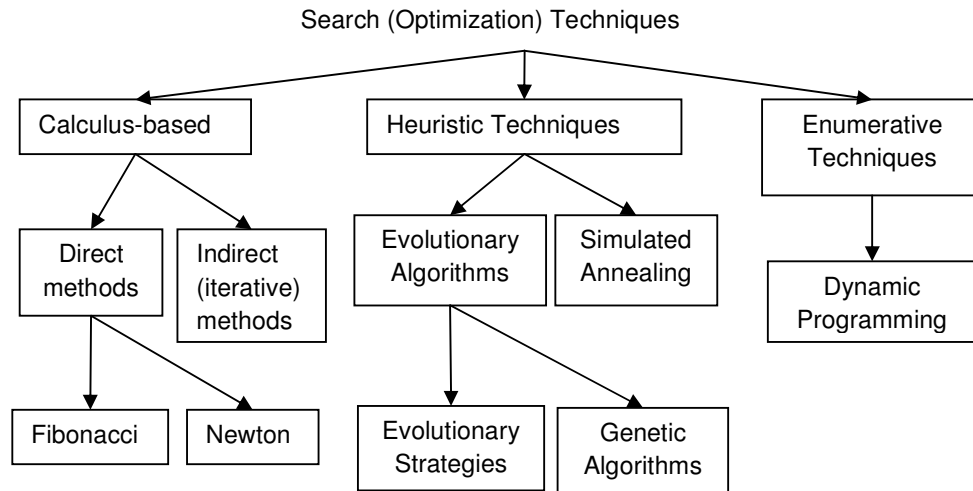 Search (Optimization) Techniques
Calculus-based
Heuristic Techniques
Enumerative
Techniques
Direct
methods
Indirect
(iterative)
methods
Evolutionary
Algorithms
Simulated
Annealing
Dynamic
Programming
Fibonacci
Newton
Evolutionary
Strategies
Genetic
Algorithms